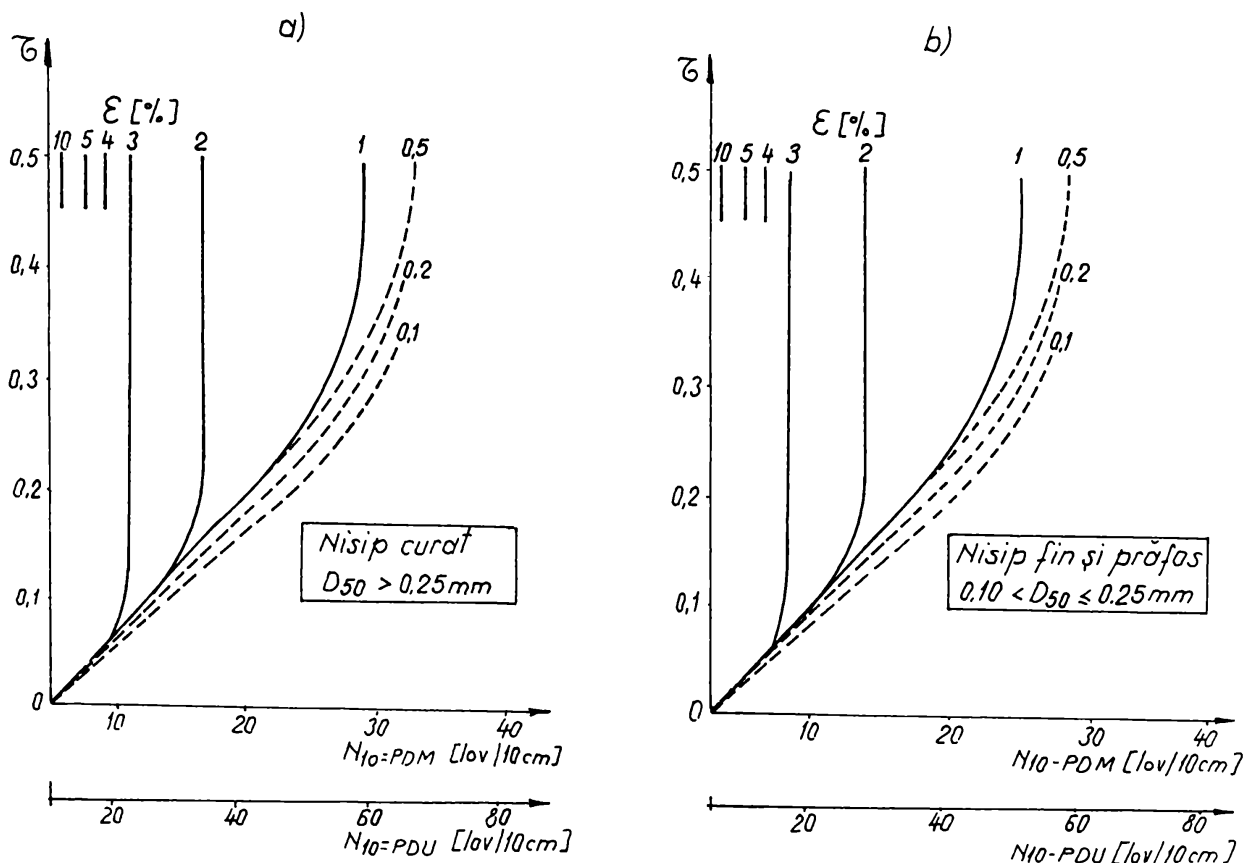 a)
𝜏
ε [%]
10 5 4 3 2 1 0,5
0,5
0,4
0,2
0,1
0,3
0,2
Nisip curat
D50 > 0.25mm
0,1
0
10 20 30 40
N10=PDM [lov/10cm]
20 40 60 80
N10=PDU [lov/10cm]
b)
𝜏
ε [%]
10 5 4 3 2 1 0,5
0,5
0,4
0,2
0,1
0,3
0,2
Nisip fin și prăfos
0.10 < D50 ≤ 0.25mm
0,1
0
10 20 30 40
N10-PDM [lov/10cm]
20 40 60 80
N10-PDU [lov/10cm]